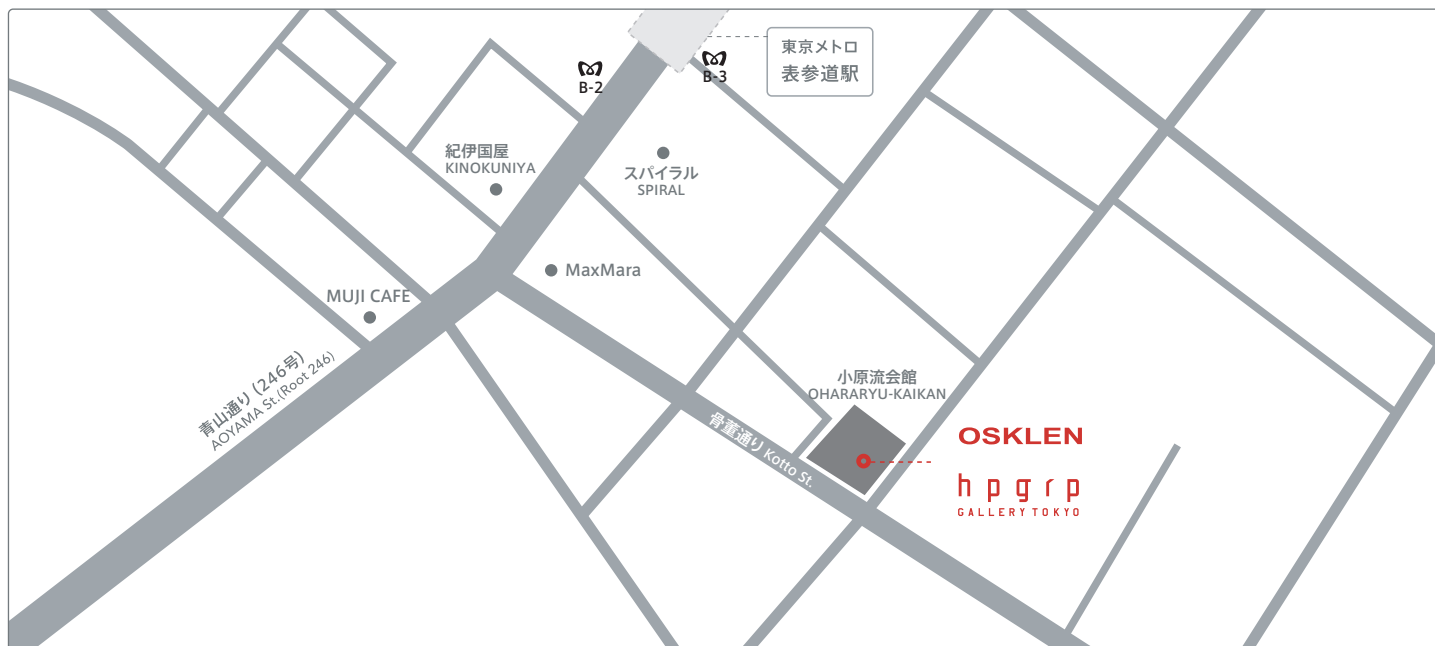 東京メトロ
表参道駅
B-2
B-3
紀伊国屋
KINOKUNIYA
スパイラル
SPIRAL
MaxMara
MUJI CAFE
青山通り (246号)
AOYAMA St.(Root 246)
小原流会館
OHARARYU-KAIKAN
骨董通り Kotto St.
OSKLEN
hpgrp
GALLERY TOKYO